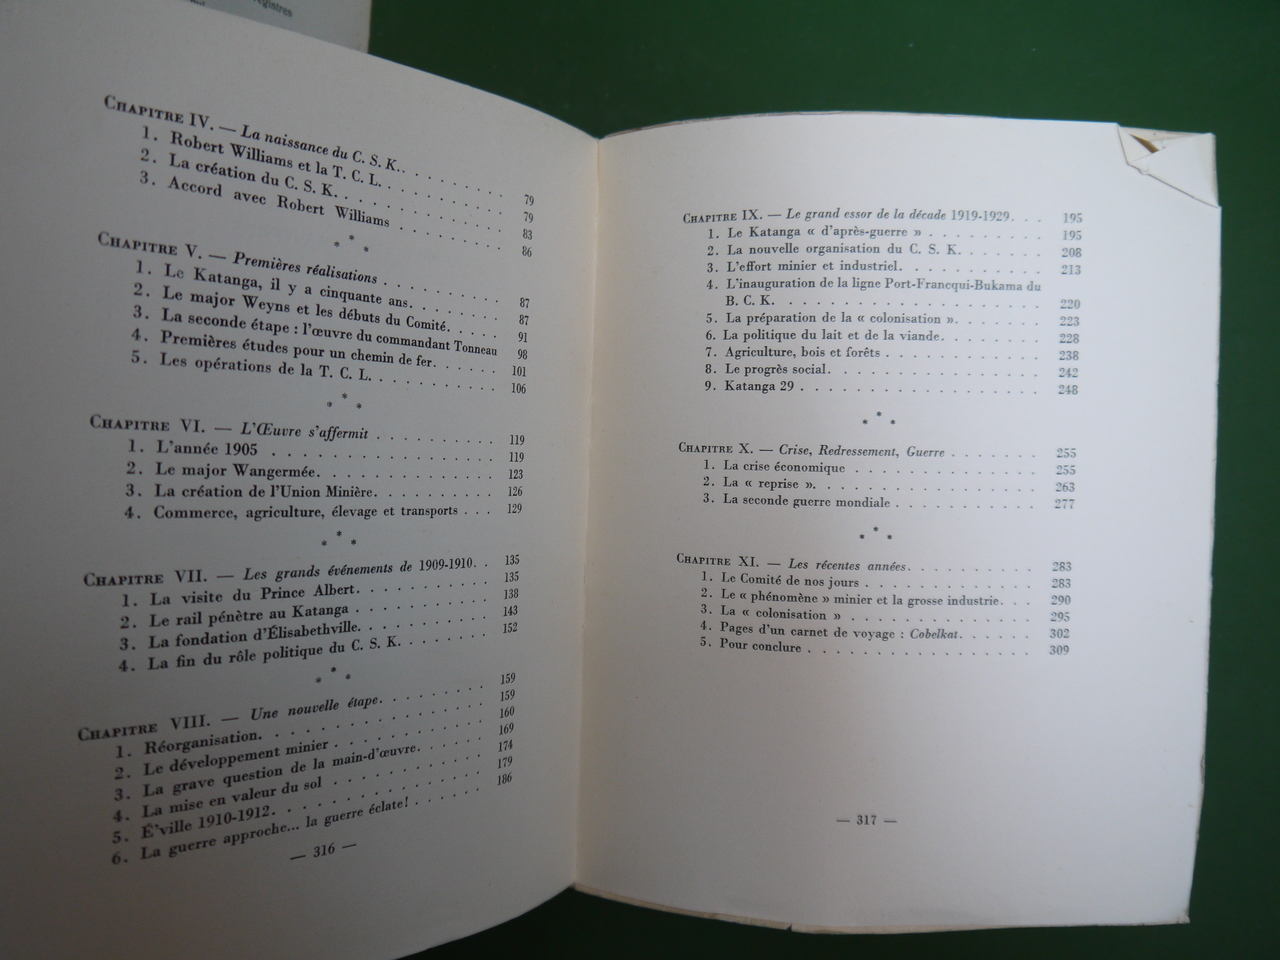 registres
CHAPITRE IV. — La naissance du C. S. K. . . . . . . . . 79
1. Robert Williams et la T. C. L. . . . . . . . . 79
2. La création du C. S. K. . . . . . . . . . 83
3. Accord avec Robert Williams . . . . . . . 86
* * *
CHAPITRE V. — Premières réalisations . . . . . . . . 87
1. Le Katanga, il y a cinquante ans. . . . . . . 87
2. Le major Weyns et les débuts du Comité. . . . . 91
3. La seconde étape : l'œuvre du commandant Tonneau 98
4. Premières études pour un chemin de fer. . . . . . 101
5. Les opérations de la T. C. L. . . . . . . . . 106
* * *
CHAPITRE VI. — L'Œuvre s'affermit . . . . . . . . . 119
1. L'année 1905 . . . . . . . . . . . . . . 119
2. Le major Wangermée. . . . . . . . . . . 123
3. La création de l'Union Minière. . . . . . . . 126
4. Commerce, agriculture, élevage et transports . . . 129
* * *
CHAPITRE VII. — Les grands événements de 1909-1910. . 135
1. La visite du Prince Albert. . . . . . . . . 135
2. Le rail pénètre au Katanga . . . . . . . . 138
3. La fondation d'Élisabethville. . . . . . . . 143
4. La fin du rôle politique du C. S. K. . . . . . 152
* * *
CHAPITRE VIII. — Une nouvelle étape. . . . . . . . 159
1. Réorganisation. . . . . . . . . . . . . 159
2. Le développement minier . . . . . . . . . 160
3. La grave question de la main-d'œuvre. . . . . 169
4. La mise en valeur du sol . . . . . . . . . 174
5. É'ville 1910-1912. . . . . . . . . . . . 179
6. La guerre approche... la guerre éclate! . . . . . 186
— 316 —
CHAPITRE IX. — Le grand essor de la décade 1919-1929. . . 195
1. Le Katanga « d'après-guerre » . . . . . . . . 195
2. La nouvelle organisation du C. S. K. . . . . . . 208
3. L'effort minier et industriel. . . . . . . . . . 213
4. L'inauguration de la ligne Port-Francqui-Bukama du
B. C. K. . . . . . . . . . . . . . . . . 220
5. La préparation de la « colonisation ». . . . . . . 223
6. La politique du lait et de la viande. . . . . . . 228
7. Agriculture, bois et forêts . . . . . . . . . . 238
8. Le progrès social. . . . . . . . . . . . . 242
9. Katanga 29 . . . . . . . . . . . . . . . 248
* * *
CHAPITRE X. — Crise, Redressement, Guerre . . . . . . 255
1. La crise économique . . . . . . . . . . . . 255
2. La « reprise ». . . . . . . . . . . . . . 263
3. La seconde guerre mondiale . . . . . . . . . 277
* * *
CHAPITRE XI. — Les récentes années. . . . . . . . . 283
1. Le Comité de nos jours . . . . . . . . . . . 283
2. Le « phénomène » minier et la grosse industrie. . . 290
3. La « colonisation » . . . . . . . . . . . . 295
4. Pages d'un carnet de voyage : Cobelkat. . . . . . 302
5. Pour conclure . . . . . . . . . . . . . . 309
— 317 —